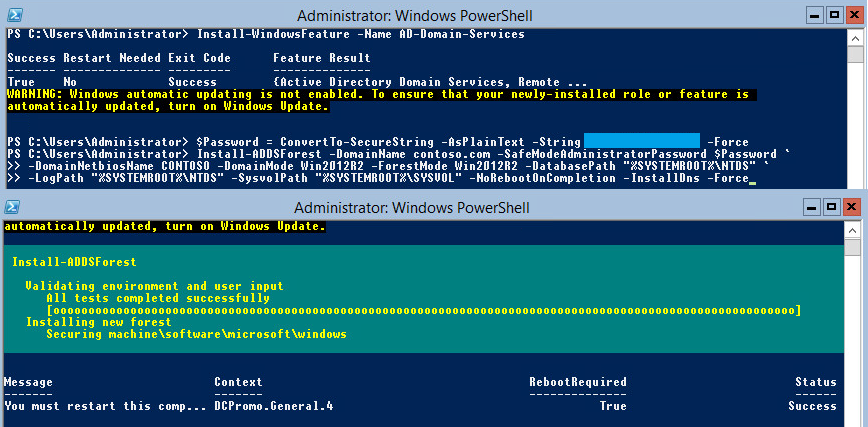 Administrator: Windows PowerShell
PS C:\Users\Administrator> Install-WindowsFeature -Name AD-Domain-Services
Success Restart Needed Exit Code      Feature Result
------- -------------- ---------      --------------
True    No             Success        {Active Directory Domain Services, Remote ...
WARNING: Windows automatic updating is not enabled. To ensure that your newly-installed role or feature is
automatically updated, turn on Windows Update.
PS C:\Users\Administrator> $Password = ConvertTo-SecureString -AsPlainText -String -Force
PS C:\Users\Administrator> Install-ADDSForest -DomainName contoso.com -SafeModeAdministratorPassword $Password `
>> -DomainNetbiosName CONTOSO -DomainMode Win2012R2 -ForestMode Win2012R2 -DatabasePath "%SYSTEMROOT%\NTDS" `
>> -LogPath "%SYSTEMROOT%\NTDS" -SysvolPath "%SYSTEMROOT%\SYSVOL" -NoRebootOnCompletion -InstallDns -Force_
Administrator: Windows PowerShell
automatically updated, turn on Windows Update.
Install-ADDSForest
Validating environment and user input
All tests completed successfully
[oooooooooooooooooooooooooooooooooooooooooooooooooooooooooooooooooooooooooooooooooooooooooo]
Installing new forest
Securing machine\software\microsoft\windows
Message                       Context                                      RebootRequired                        Status
-------                       -------                                      --------------                        ------
You must restart this comp... DCPromo.General.4                                      True                       Success